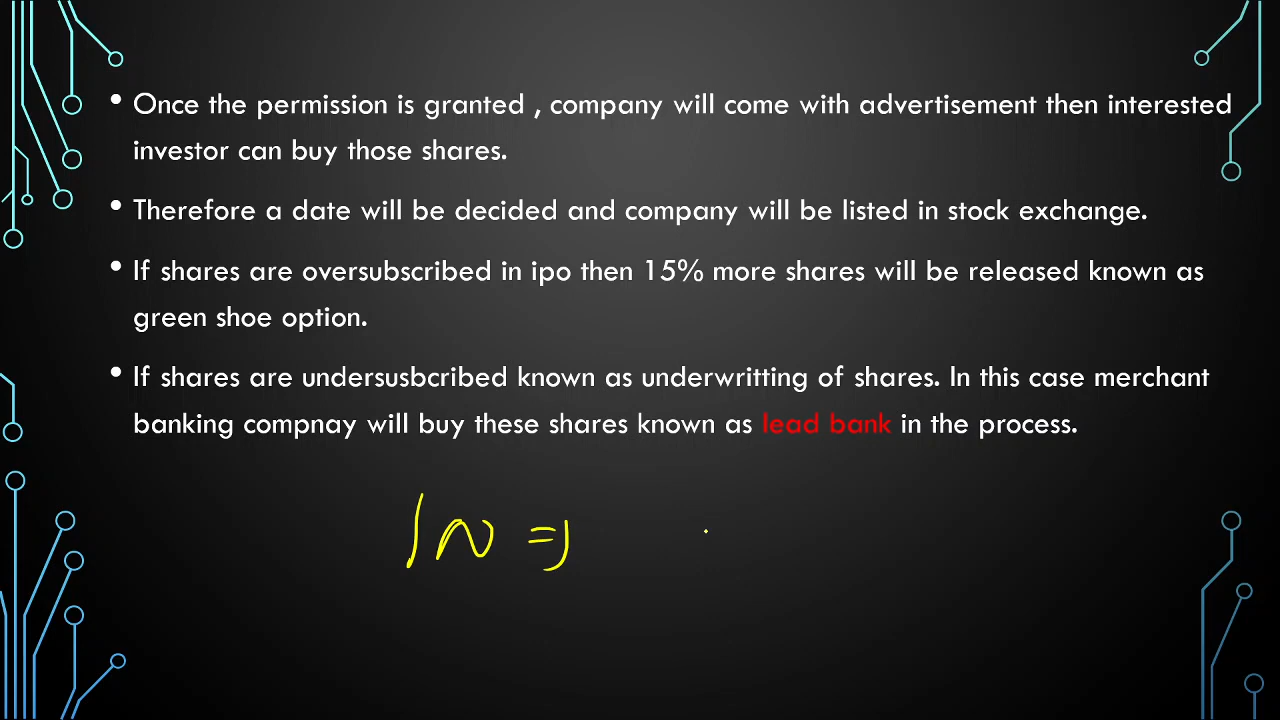 • Once the permission is granted , company will come with advertisement then interested
investor can buy those shares.
• Therefore a date will be decided and company will be listed in stock exchange.
• If shares are oversubscribed in ipo then 15% more shares will be released known as
green shoe option.
• If shares are undersusbcribed known as underwritting of shares. In this case merchant
banking compnay will buy these shares known as lead bank in the process.